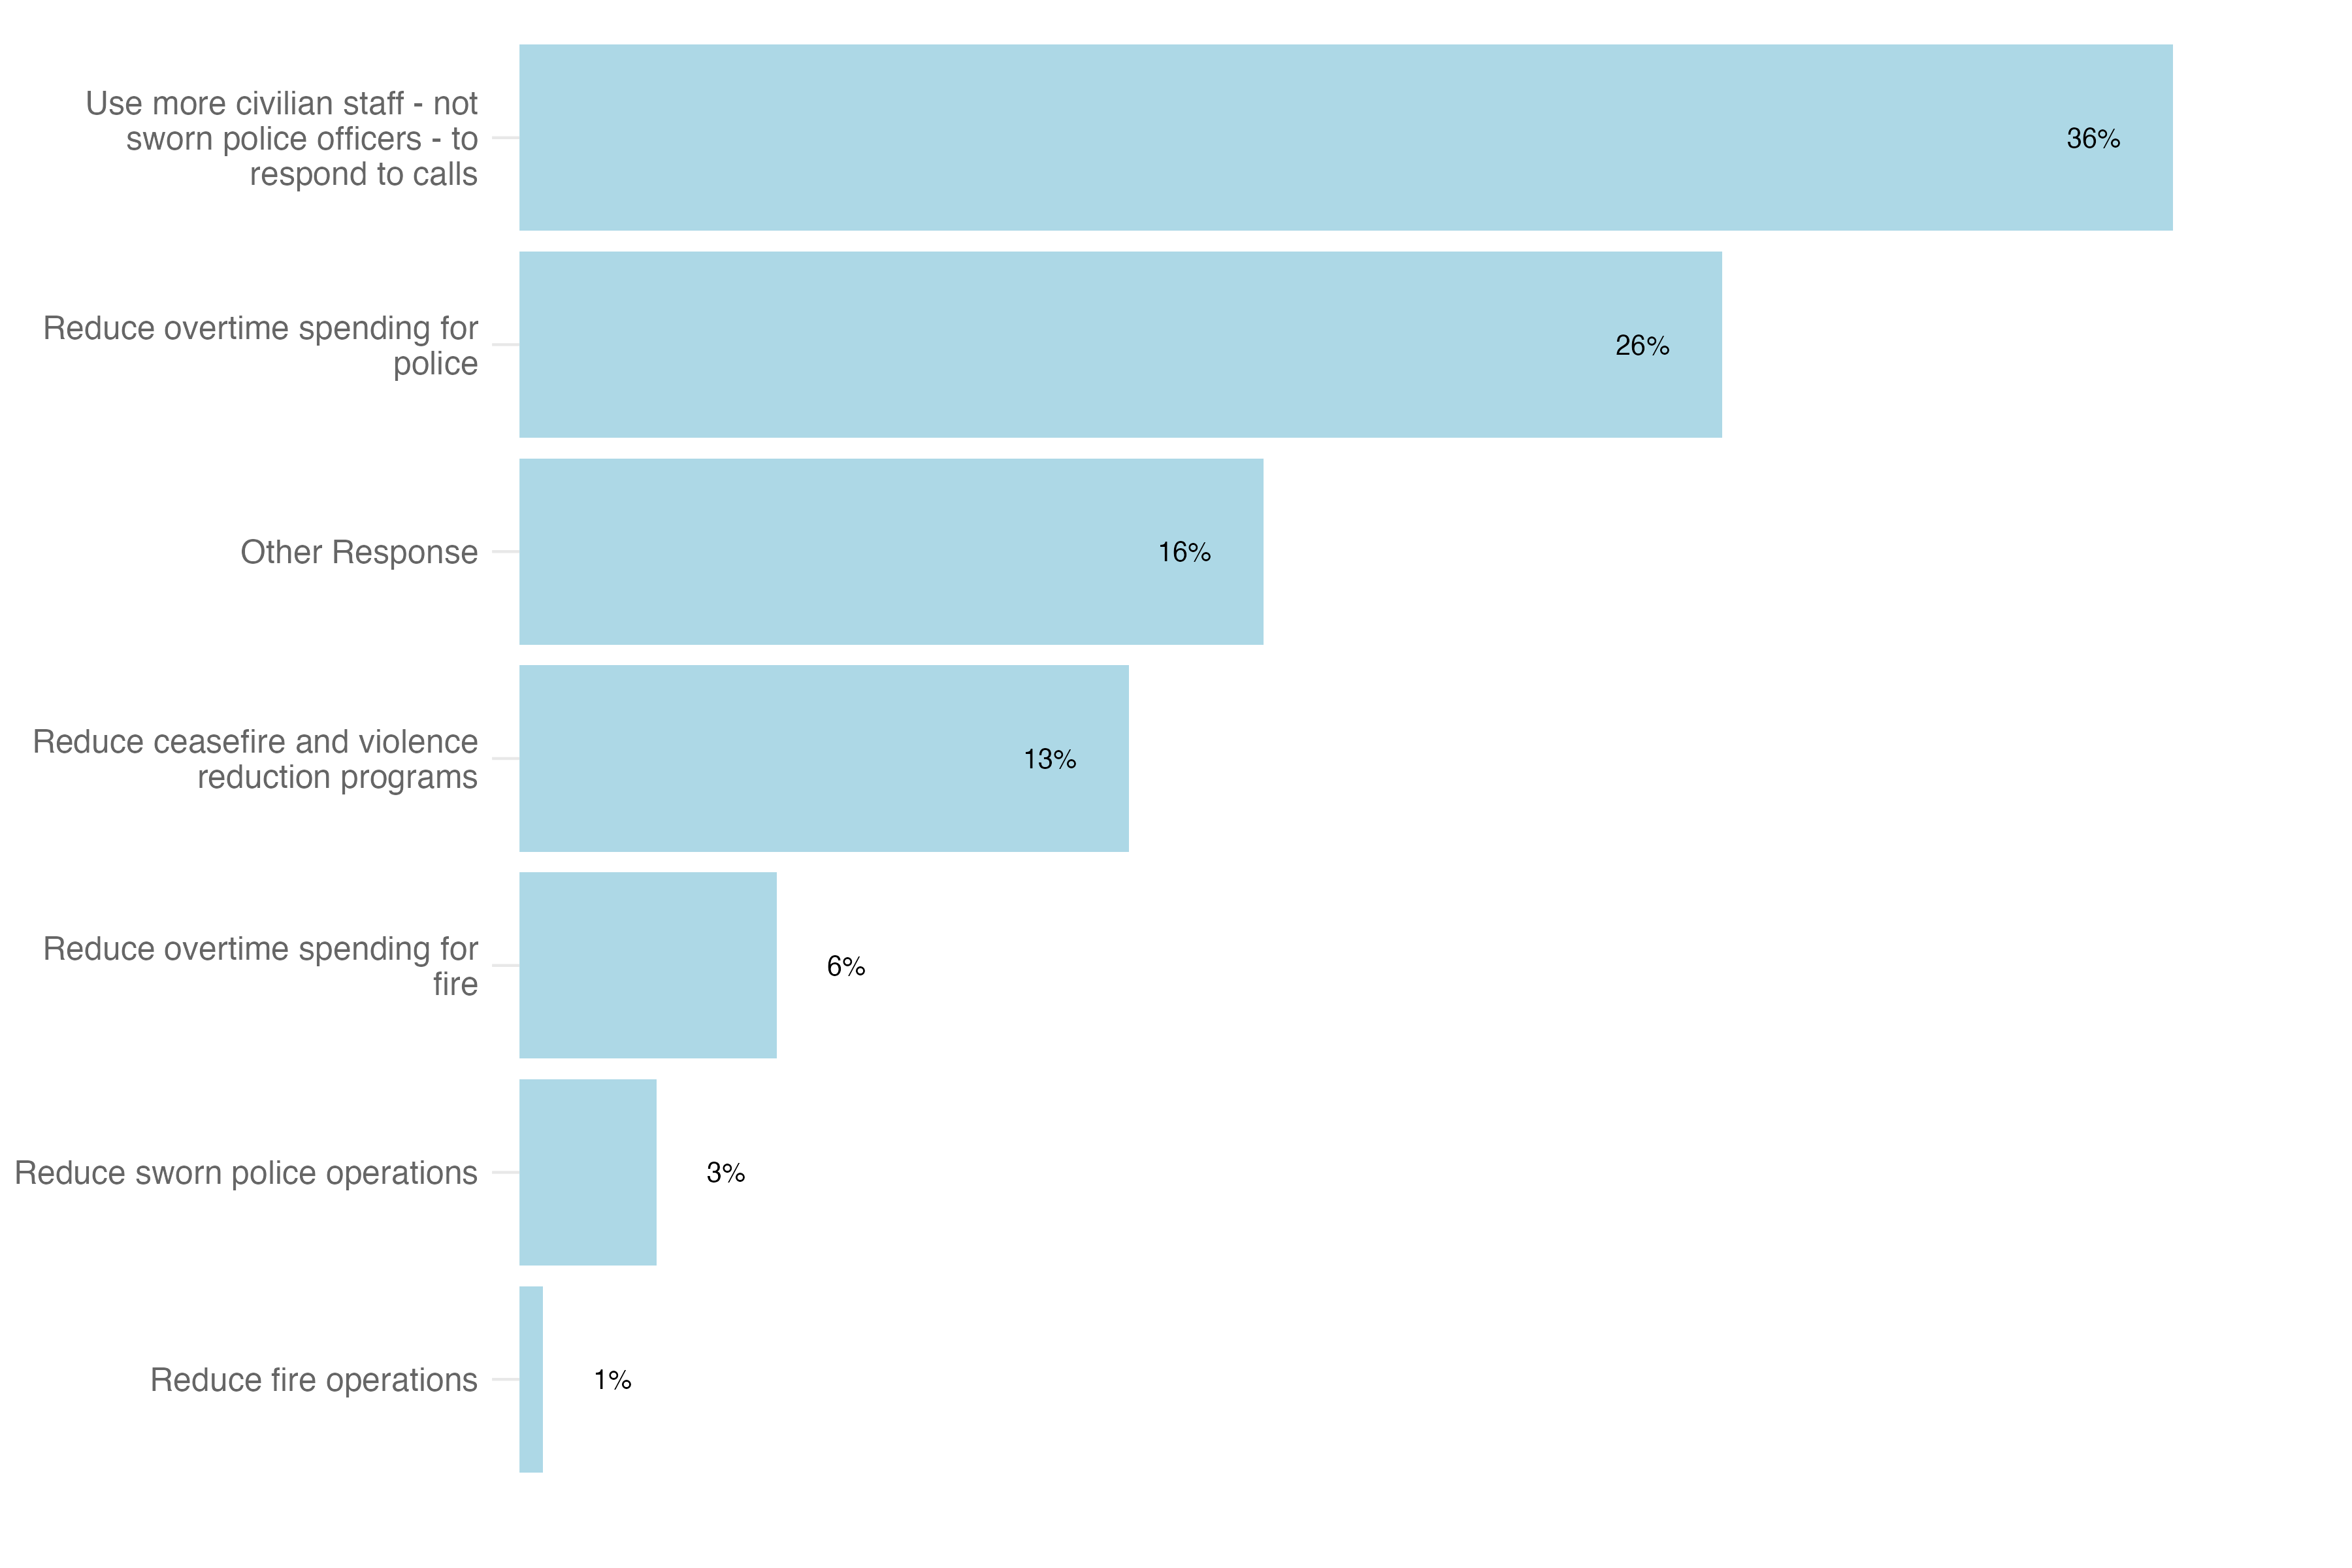 Use more civilian staff - not
sworn police officers - to
respond to calls
36%
Reduce overtime spending for
police
26%
Other Response
16%
Reduce ceasefire and violence
reduction programs
13%
Reduce overtime spending for
fire
6%
Reduce sworn police operations
3%
Reduce fire operations
1%